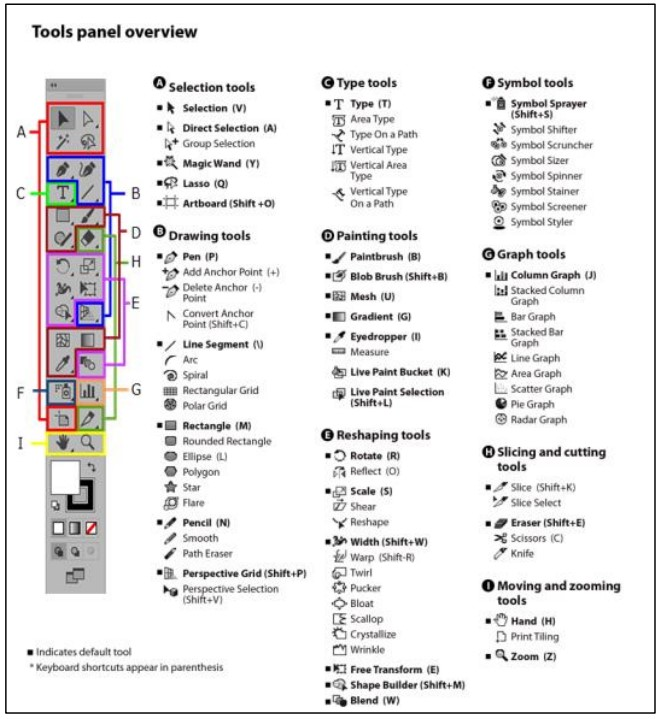 Tools panel overview
A
C
F
I
B
D
H
E
G
A Selection tools
Selection (V)
Direct Selection (A)
Group Selection
Magic Wand (Y)
Lasso (Q)
Artboard (Shift +O)
B Drawing tools
Pen (P)
Add Anchor Point (+)
Delete Anchor (-)
Point
Convert Anchor
Point (Shift+C)
Line Segment (\)
Arc
Spiral
Rectangular Grid
Polar Grid
Rectangle (M)
Rounded Rectangle
Ellipse (L)
Polygon
Star
Flare
Pencil (N)
Smooth
Path Eraser
Perspective Grid (Shift+P)
Perspective Selection
(Shift+V)
C Type tools
Type (T)
Area Type
Type On a Path
Vertical Type
Vertical Area
Type
Vertical Type
On a Path
D Painting tools
Paintbrush (B)
Blob Brush (Shift+B)
Mesh (U)
Gradient (G)
Eyedropper (I)
Measure
Live Paint Bucket (K)
Live Paint Selection
(Shift+L)
E Reshaping tools
Rotate (R)
Reflect (O)
Scale (S)
Shear
Reshape
Width (Shift+W)
Warp (Shift-R)
Twirl
Pucker
Bloat
Scallop
Crystallize
Wrinkle
Free Transform (E)
Shape Builder (Shift+M)
Blend (W)
F Symbol tools
Symbol Sprayer
(Shift+S)
Symbol Shifter
Symbol Scruncher
Symbol Sizer
Symbol Spinner
Symbol Stainer
Symbol Screener
Symbol Styler
G Graph tools
Column Graph (J)
Stacked Column
Graph
Bar Graph
Stacked Bar
Graph
Line Graph
Area Graph
Scatter Graph
Pie Graph
Radar Graph
H Slicing and cutting
tools
Slice (Shift+K)
Slice Select
Eraser (Shift+E)
Scissors (C)
Knife
I Moving and zooming
tools
Hand (H)
Print Tiling
Zoom (Z)
■ Indicates default tool
* Keyboard shortcuts appear in parenthesis